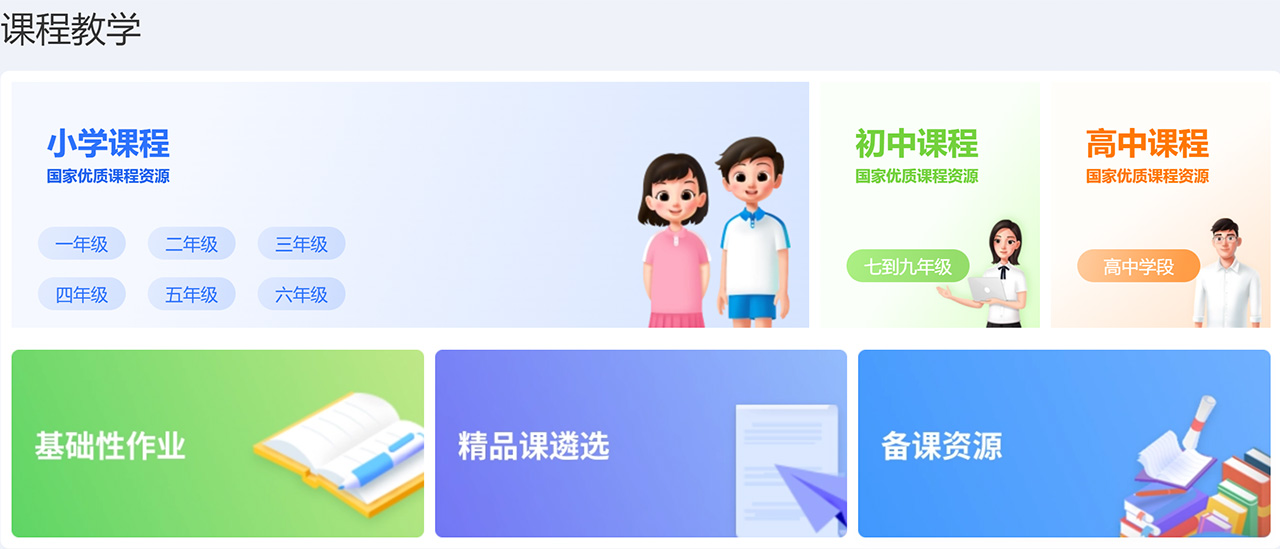 课程教学
小学课程
国家优质课程资源
一年级 二年级 三年级
四年级 五年级 六年级
初中课程
国家优质课程资源
七到九年级
高中课程
国家优质课程资源
高中学段
基础性作业
精品课遴选
备课资源